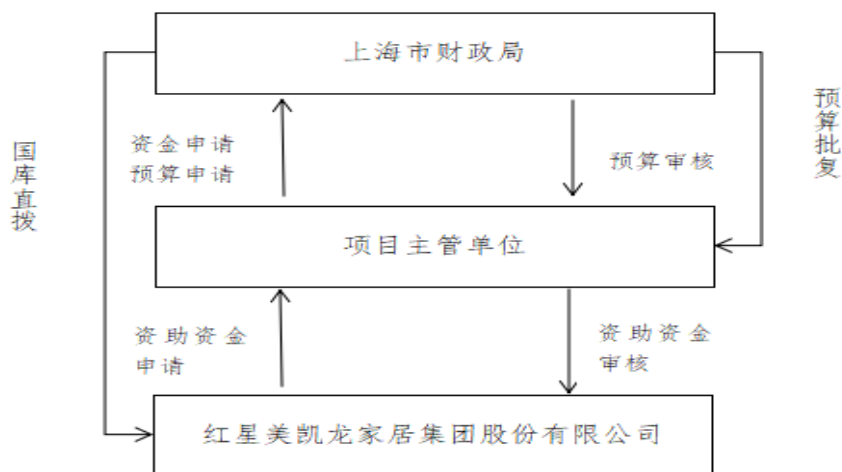 上海市财政局
国库直拨
资金申请
预算申请
预算审核
预算批复
项目主管单位
资助资金
申请
资助资金
审核
红星美凯龙家居集团股份有限公司